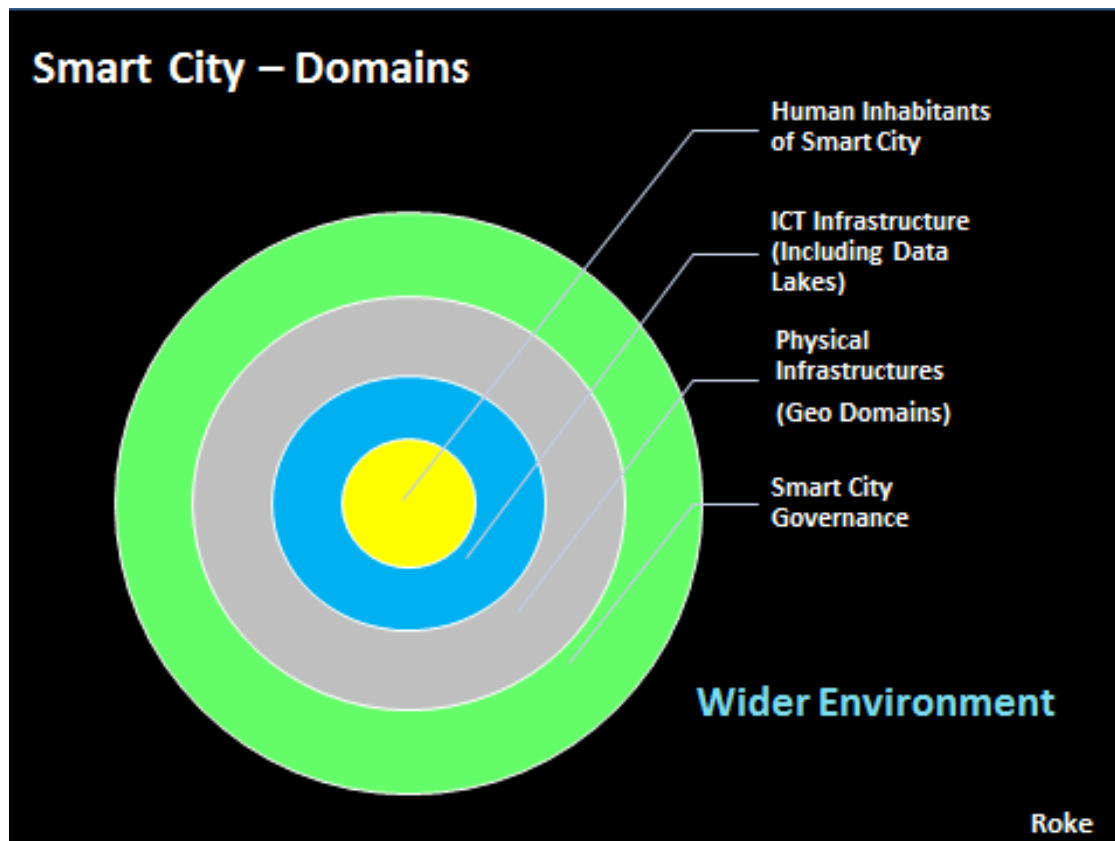 Smart City – Domains
Human Inhabitants
of Smart City
ICT Infrastructure
(Including Data
Lakes)
Physical
Infrastructures
(Geo Domains)
Smart City
Governance
Wider Environment
Roke